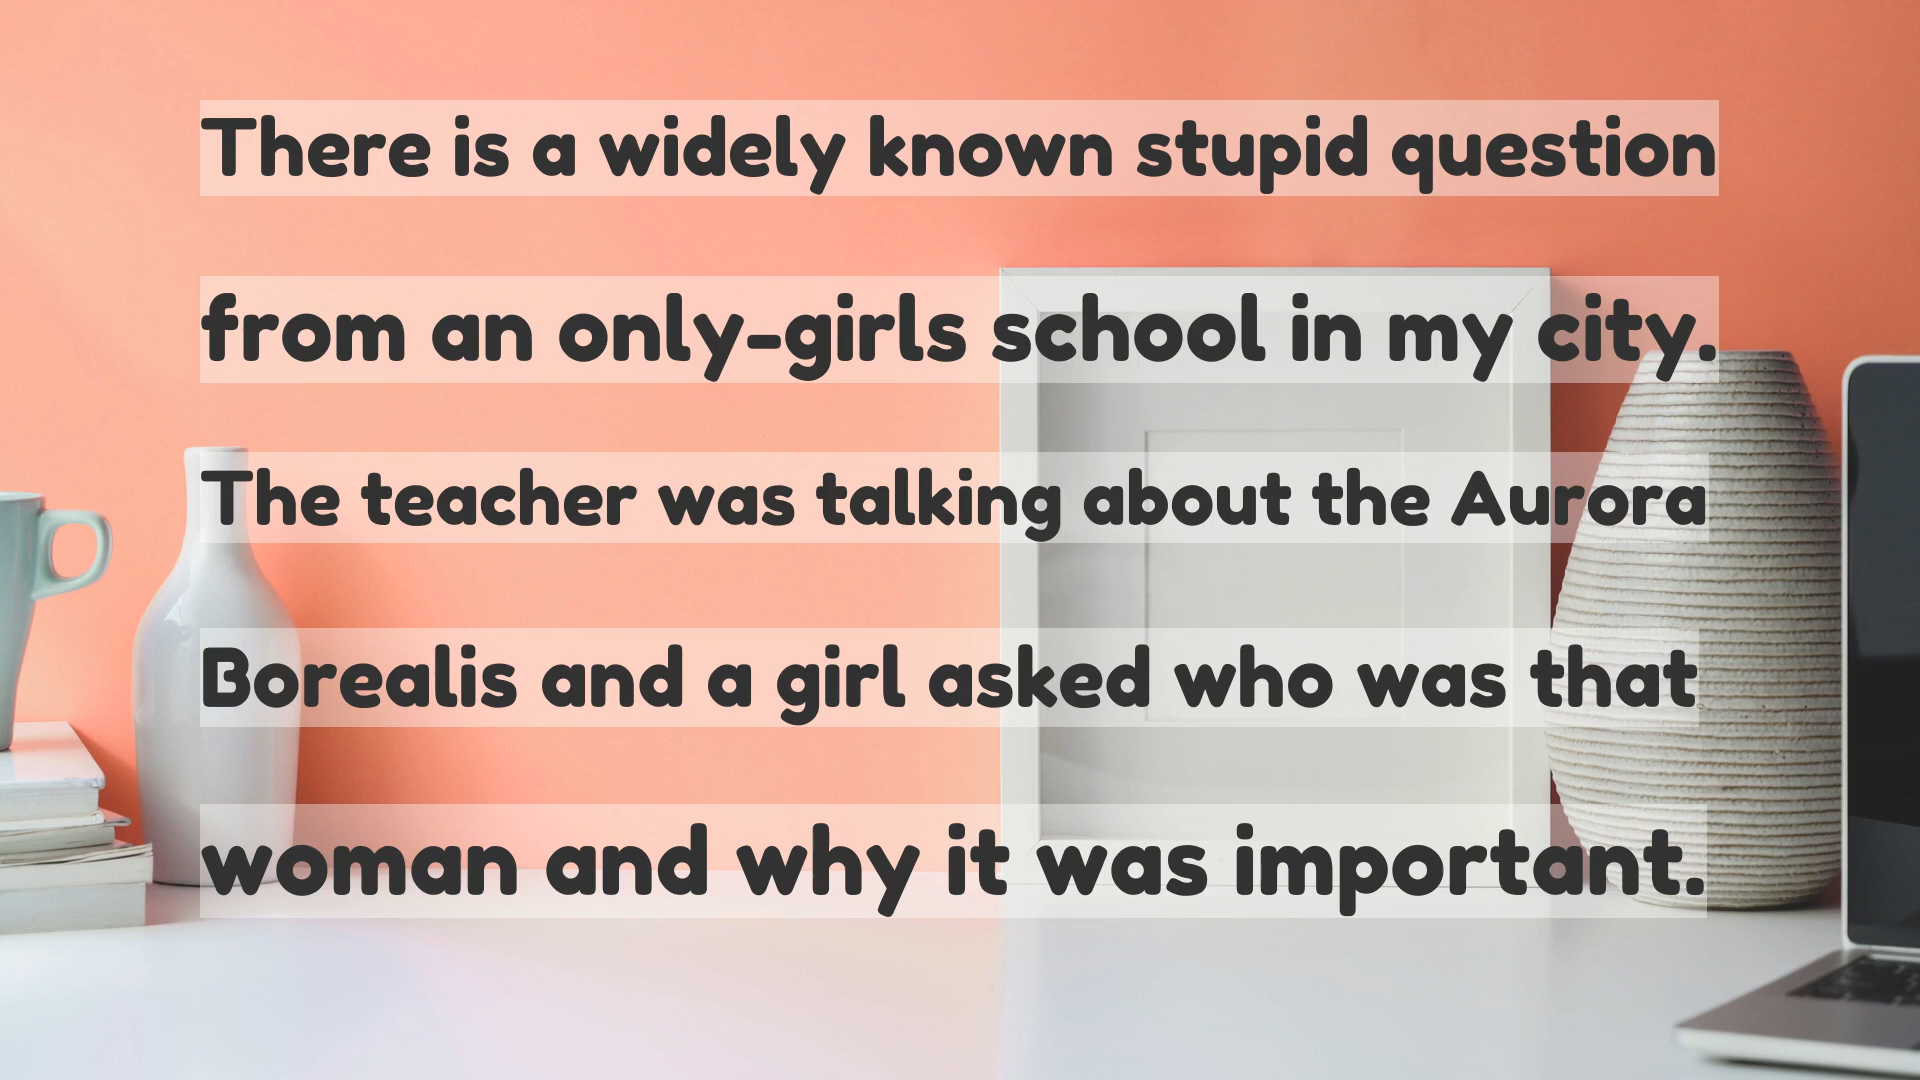 There is a widely known stupid question
from an only-girls school in my city.
The teacher was talking about the Aurora
Borealis and a girl asked who was that
woman and why it was important.